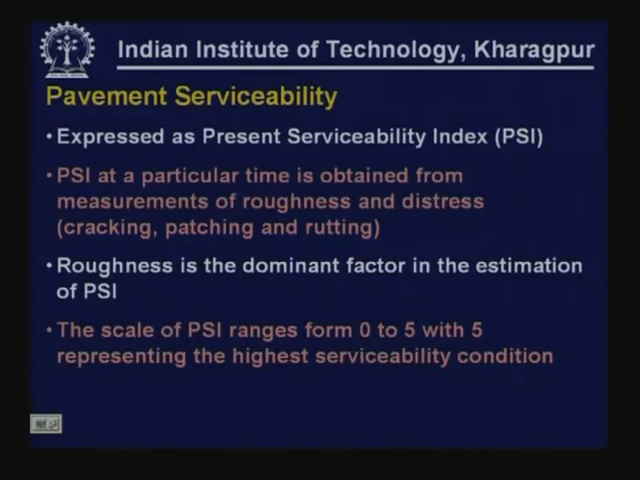 Indian Institute of Technology, Kharagpur
Pavement Serviceability
• Expressed as Present Serviceability Index (PSI)
• PSI at a particular time is obtained from
measurements of roughness and distress
(cracking, patching and rutting)
• Roughness is the dominant factor in the estimation
of PSI
• The scale of PSI ranges form 0 to 5 with 5
representing the highest serviceability condition